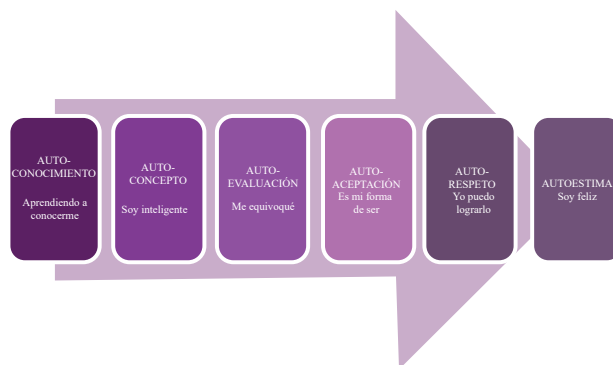 AUTO-
CONOCIMIENTO
Aprendiendo a
conocerme
AUTO-
CONCEPTO
Soy inteligente
AUTO-
EVALUACIÓN
Me equivoqué
AUTO-
ACEPTACIÓN
Es mi forma
de ser
AUTO-
RESPETO
Yo puedo
lograrlo
AUTOESTIMA
Soy feliz